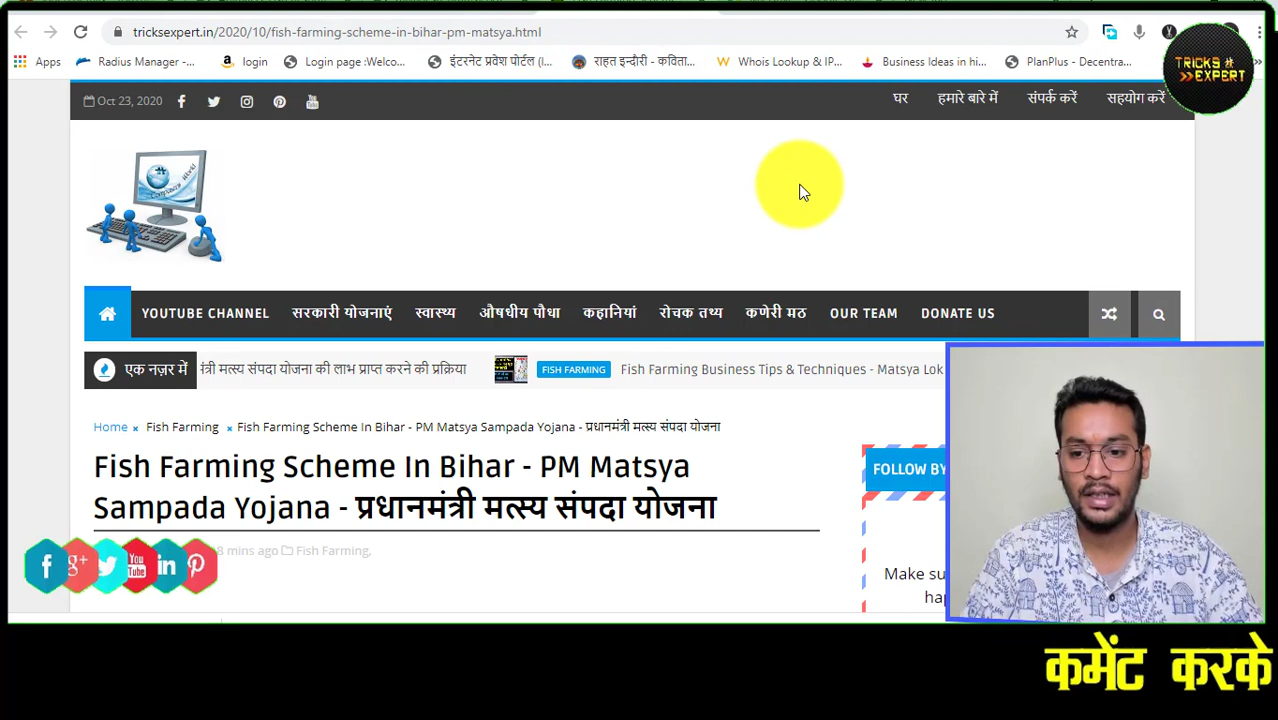 tricksexpert.in/2020/10/fish-farming-scheme-in-bihar-pm-matsya.html
Apps
Radius Manager -...
login
Login page :Welco...
इंटरनेट प्रवेश पोर्टल (I...
राहत इन्दौरी - कविता...
Whois Lookup & IP...
Business Ideas in hi...
PlanPlus - Decentra...
TRICKS
EXPERT
Oct 23, 2020
घर
हमारे बारे में
संपर्क करें
सहयोग करें
YOUTUBE CHANNEL
सरकारी योजनाएं
स्वास्थ्य
औषधीय पौधा
कहानियां
रोचक तथ्य
कणेरी मठ
OUR TEAM
DONATE US
एक नज़र में
मंत्री मत्स्य संपदा योजना की लाभ प्राप्त करने की प्रक्रिया
FISH FARMING
Fish Farming Business Tips & Techniques - Matsya Lok
Home × Fish Farming × Fish Farming Scheme In Bihar - PM Matsya Sampada Yojana - प्रधानमंत्री मत्स्य संपदा योजना
Fish Farming Scheme In Bihar - PM Matsya
Sampada Yojana - प्रधानमंत्री मत्स्य संपदा योजना
FOLLOW BY
8 mins ago Fish Farming,
Make su
hap
You
Tube
कमेंट करके